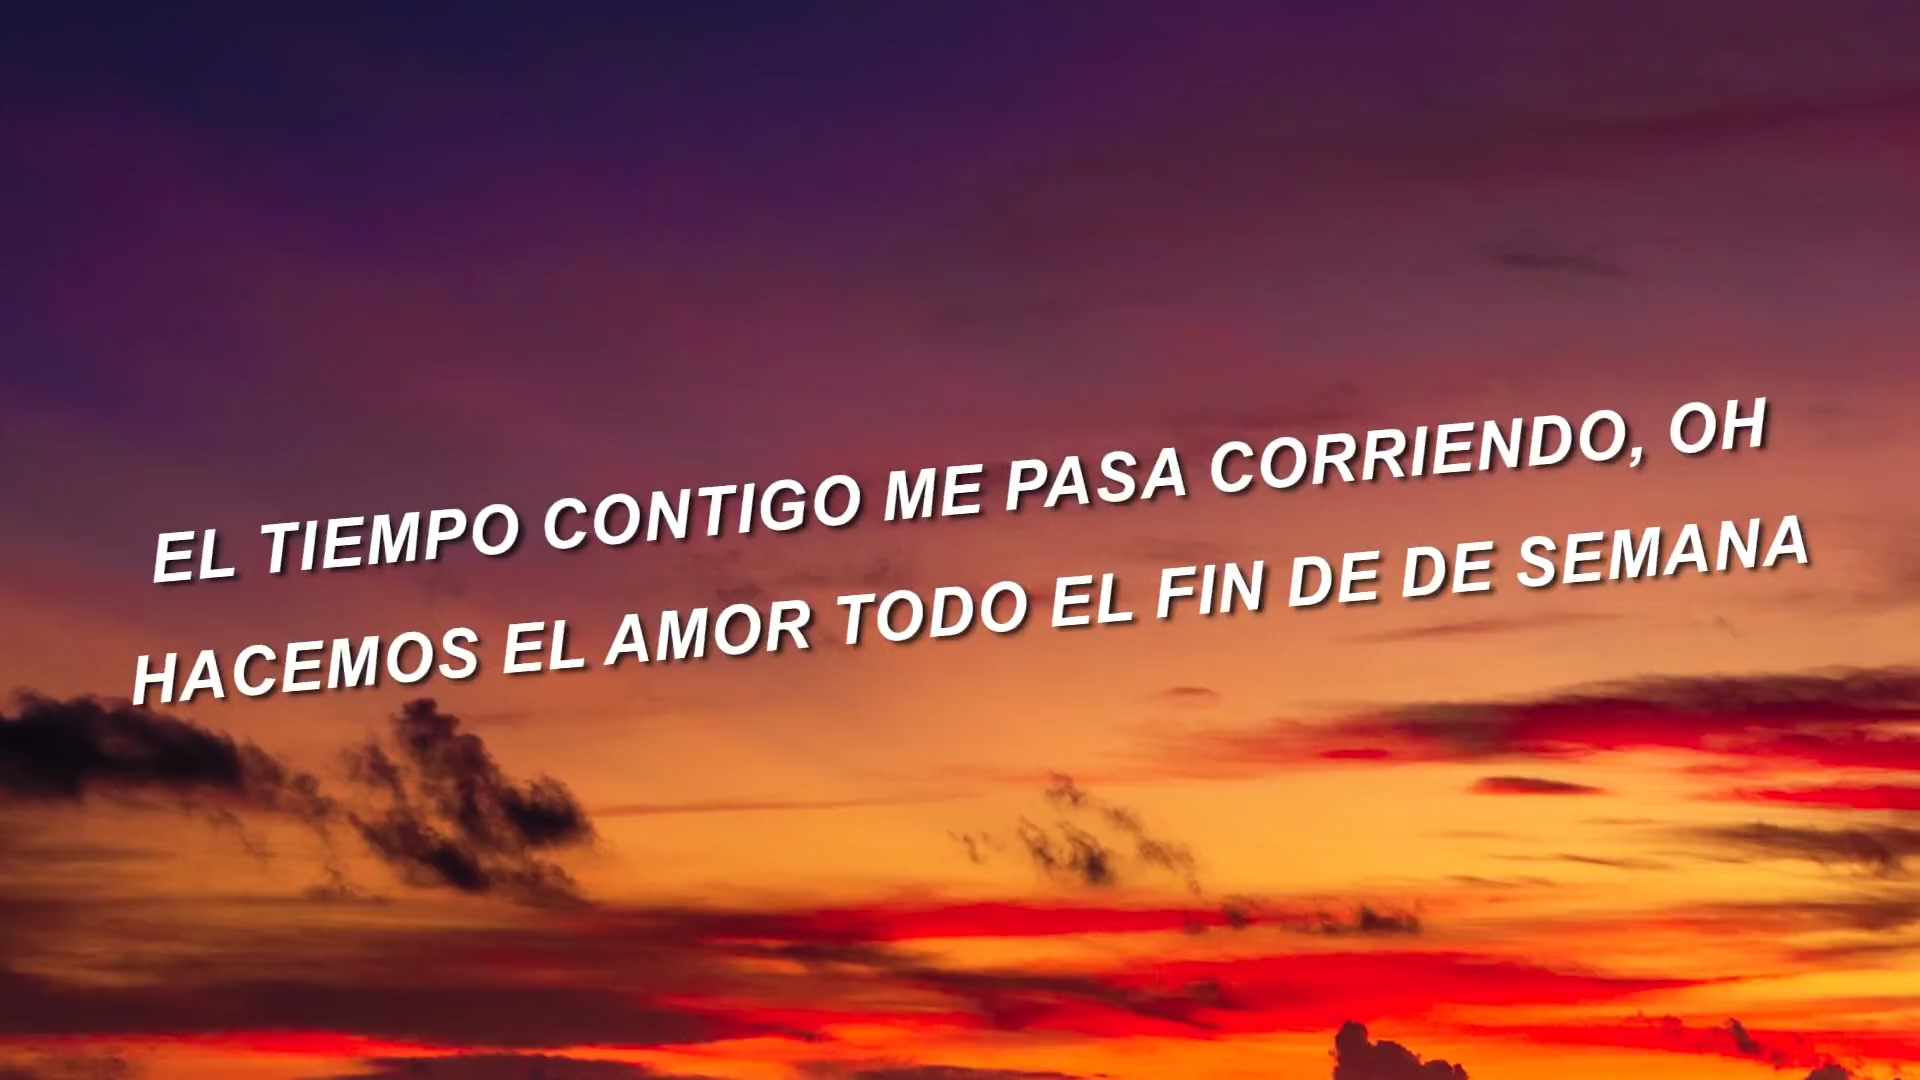 EL TIEMPO CONTIGO ME PASA CORRIENDO, OH
HACEMOS EL AMOR TODO EL FIN DE DE SEMANA